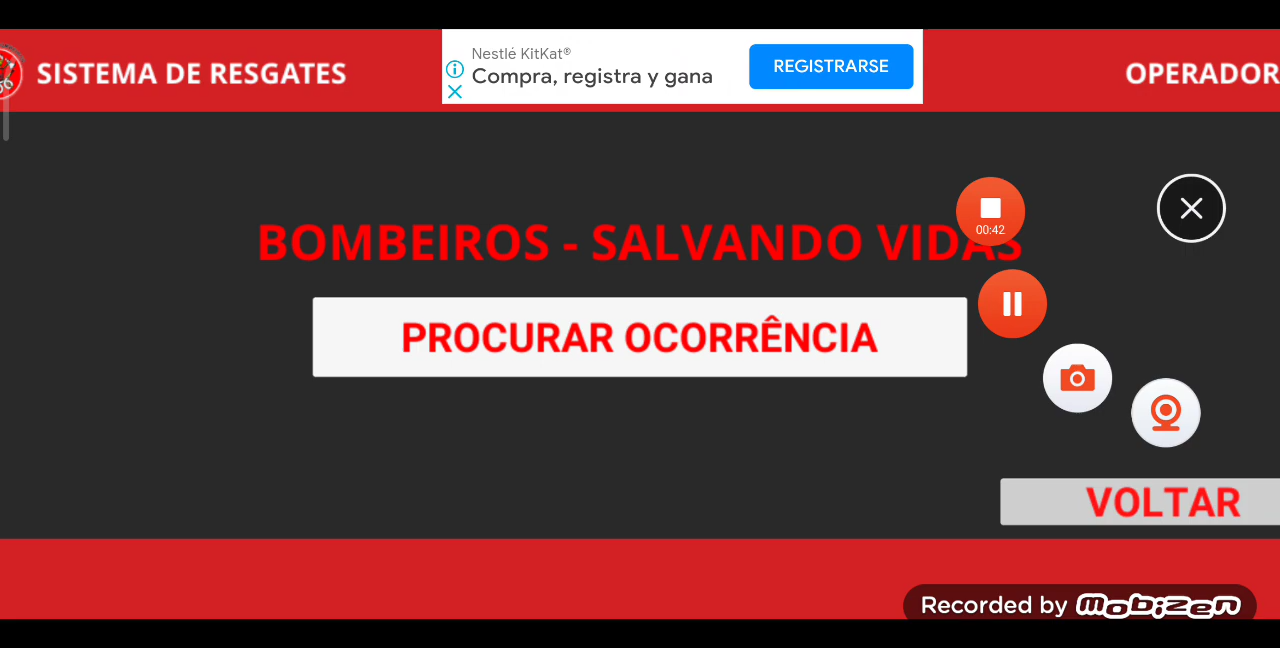 SISTEMA DE RESGATES
Nestlé KitKat®
Compra, registra y gana
REGISTRARSE
OPERADOR
BOMBEIROS - SALVANDO VIDAS
00:42
PROCURAR OCORRÊNCIA
VOLTAR
Recorded by mobizen